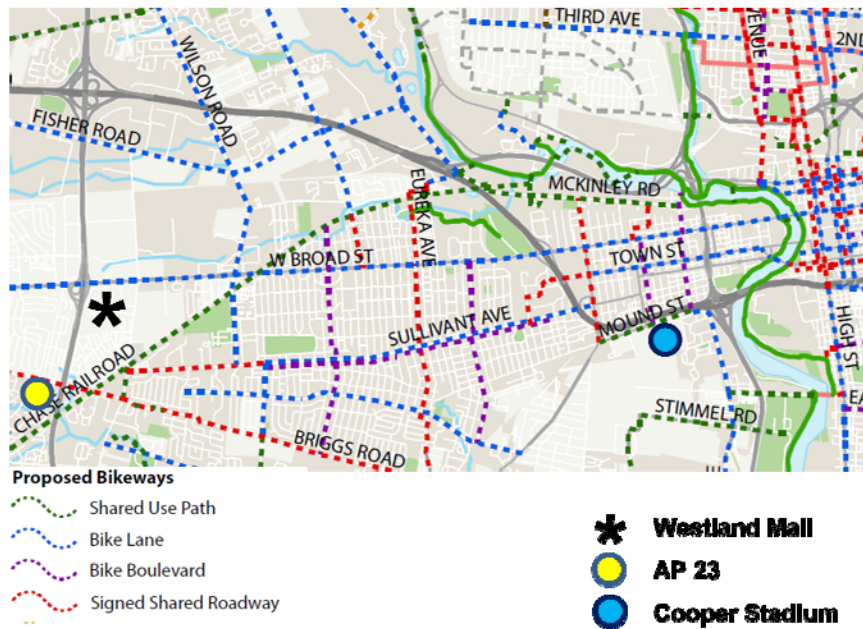 THIRD AVE
VENUE
2ND
WILSON ROAD
FISHER ROAD
MCKINLEY RD
EUREKA AVE
W BROAD ST
TOWN ST
SULLIVANT AVE
MOUND ST
HIGH ST
CHASE RAILROAD
STIMMEL RD
EA
BRIGGS ROAD
Proposed Bikeways
Shared Use Path
Bike Lane
Bike Boulevard
Signed Shared Roadway
Westland Mall
AP 23
Cooper Stadium